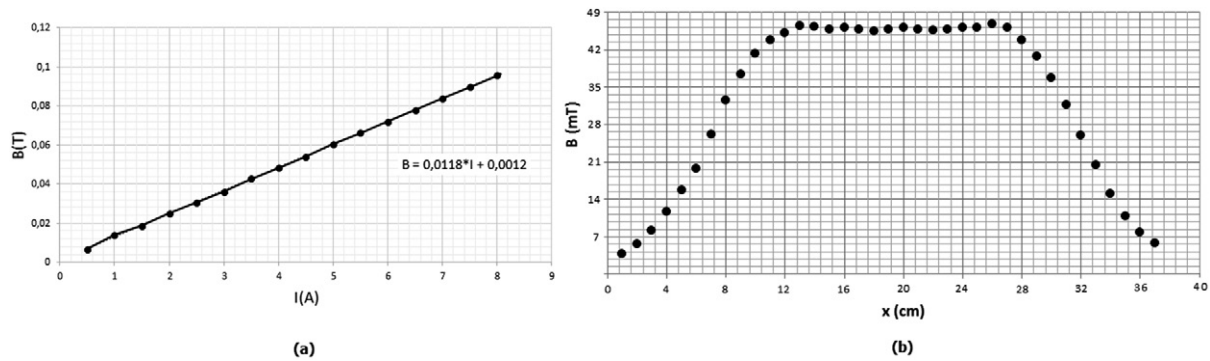 0,12
0,1
0,08
0,06
0,04
0,02
0
B(T)
B = 0,0118*I + 0,0012
0 1 2 3 4 5 6 7 8 9
I(A)
(a)
49
42
35
28
21
14
7
B (mT)
0 4 8 12 16 20 24 28 32 36 40
x (cm)
(b)